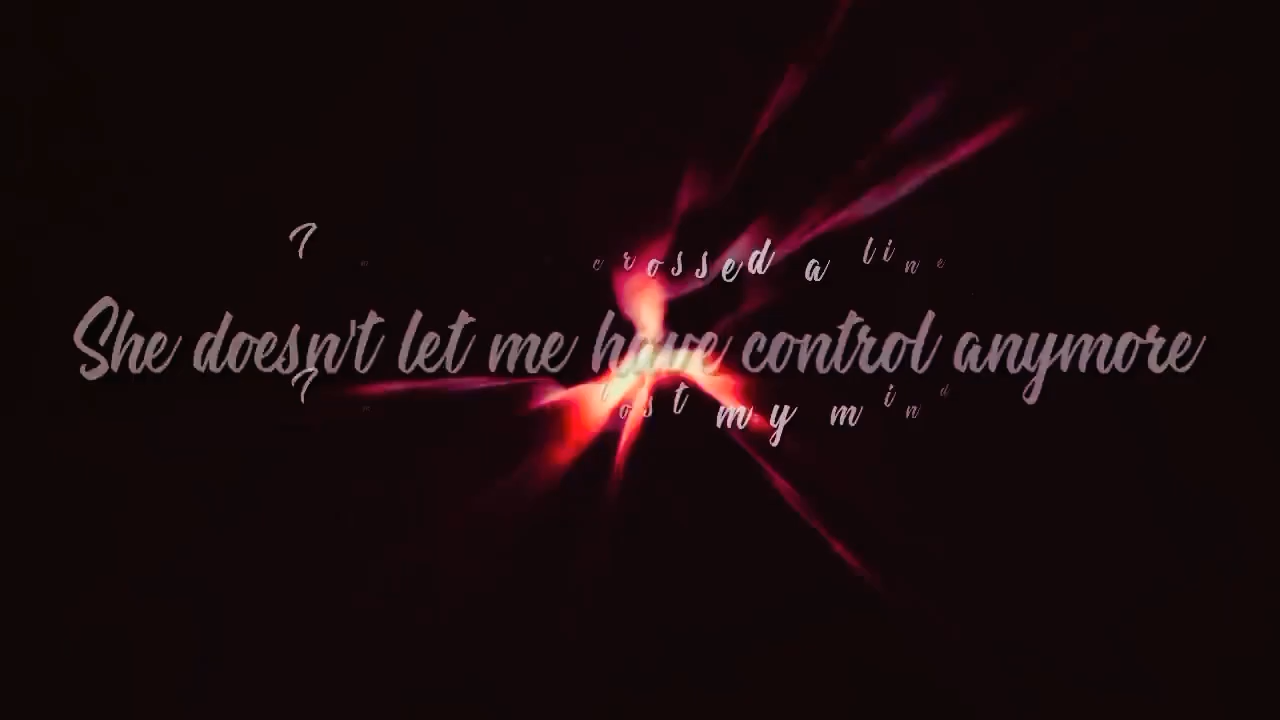 I crossed a line
She doesn't let me have control anymore
I lost my mind